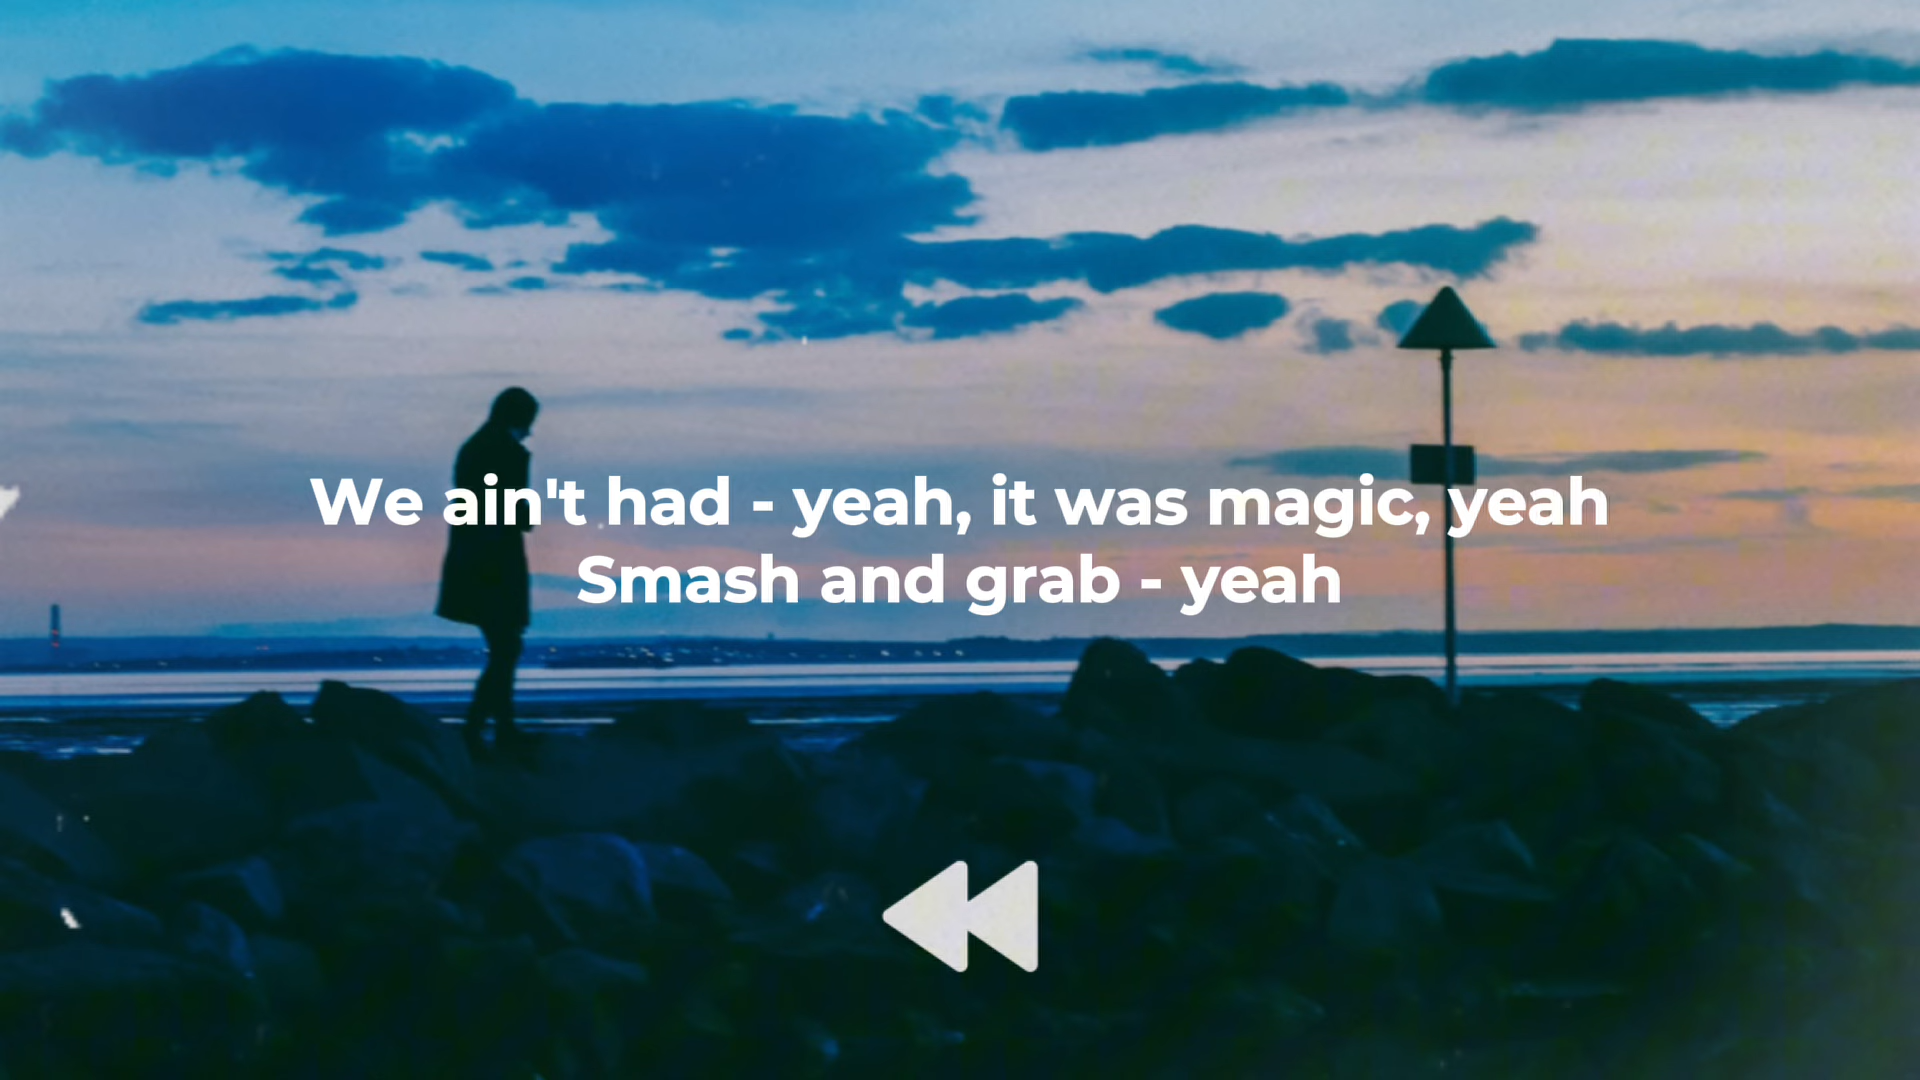 We ain't had - yeah, it was magic, yeah
Smash and grab - yeah